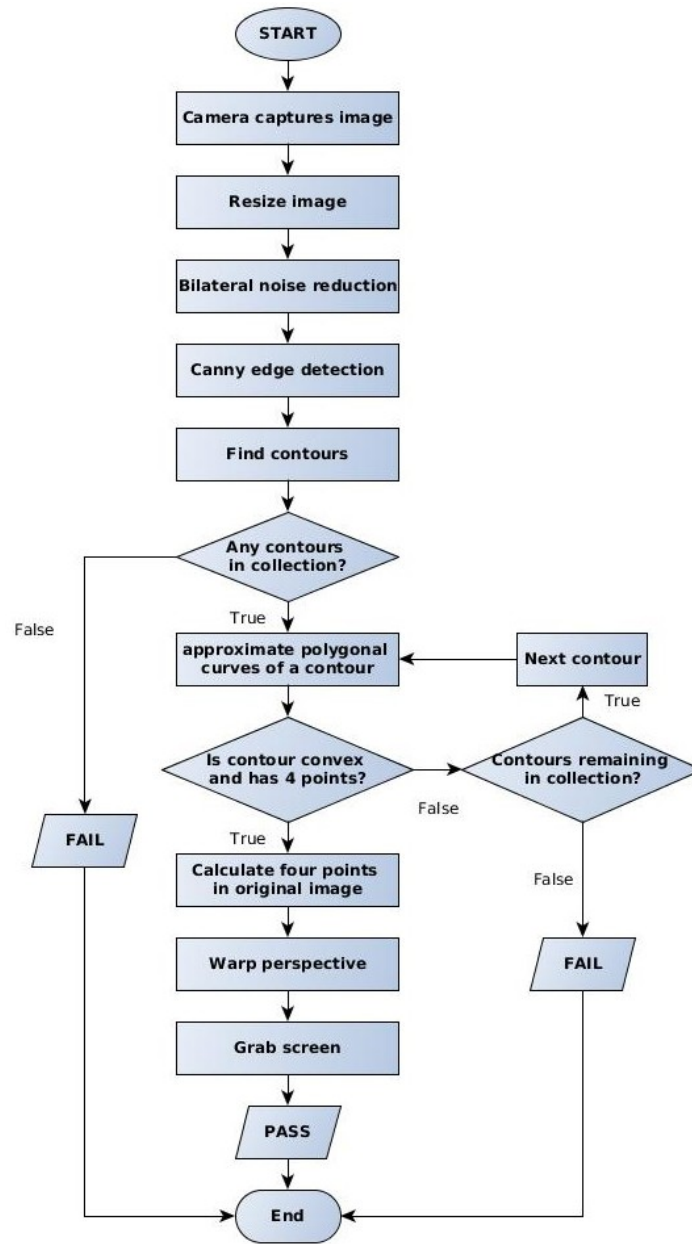 START
Camera captures image
Resize image
Bilateral noise reduction
Canny edge detection
Find contours
Any contours
in collection?
False
True
approximate polygonal
curves of a contour
Next contour
True
Is contour convex
and has 4 points?
Contours remaining
in collection?
False
True
FAIL
Calculate four points
in original image
False
Warp perspective
FAIL
Grab screen
PASS
End